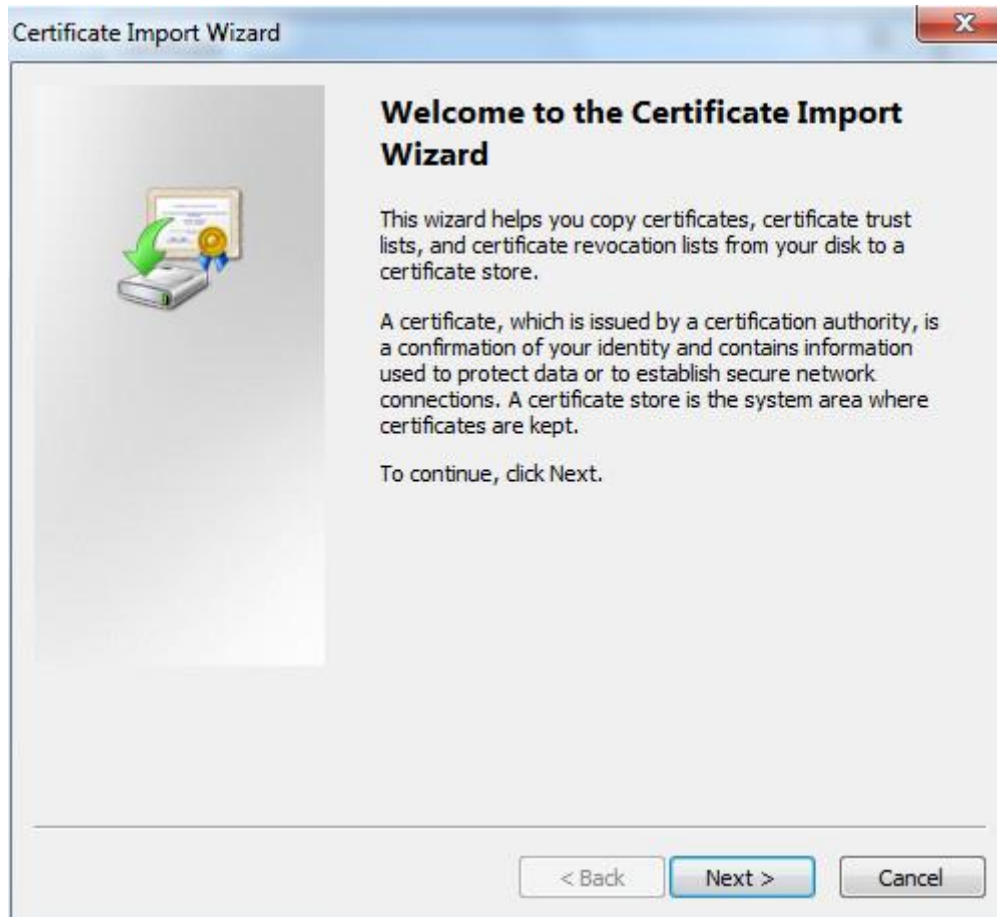 Certificate Import Wizard
X
Welcome to the Certificate Import
Wizard
This wizard helps you copy certificates, certificate trust
lists, and certificate revocation lists from your disk to a
certificate store.
A certificate, which is issued by a certification authority, is
a confirmation of your identity and contains information
used to protect data or to establish secure network
connections. A certificate store is the system area where
certificates are kept.
To continue, click Next.
< Back Next > Cancel